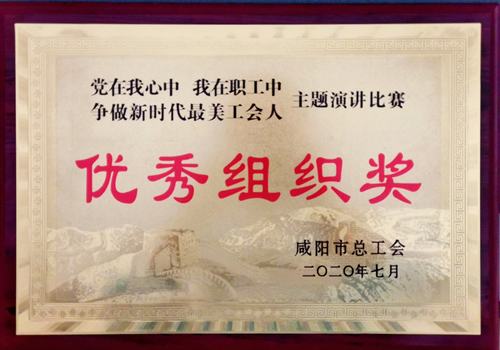 党在我心中 我在职工中
争做新时代最美工会人
主题演讲比赛
优秀组织奖
咸阳市总工会
二〇二〇年七月